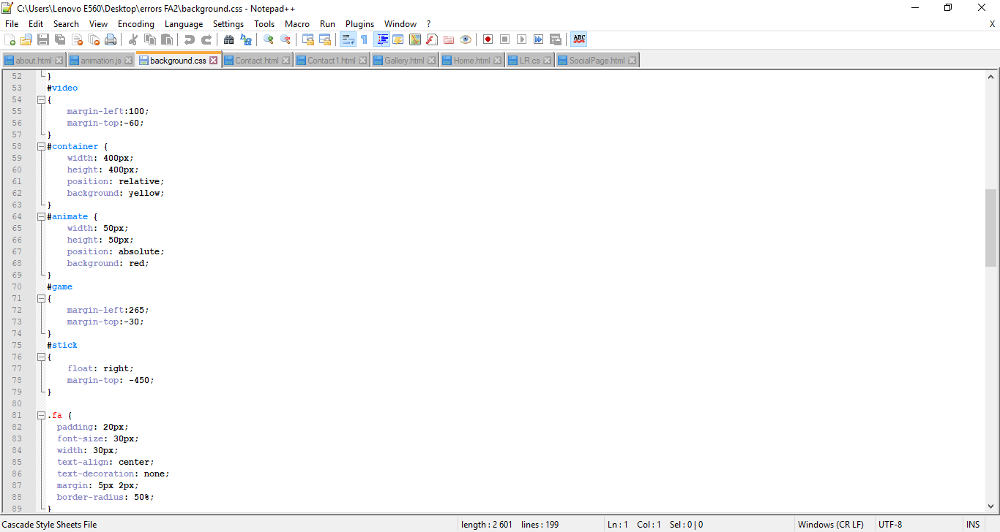 C:\Users\Lenovo E560\Desktop\errors FA2\background.css - Notepad++
File Edit Search View Encoding Language Settings Tools Macro Run Plugins Window ? X
ABC
about.html animation.js background.css Contact.html Contact1.html Gallery.html Home.html LR.cs SocialPage.html
52 }
53 #video
54 {
55 margin-left:100;
56 margin-top:-60;
57 }
58 #container {
59 width: 400px;
60 height: 400px;
61 position: relative;
62 background: yellow;
63 }
64 #animate {
65 width: 50px;
66 height: 50px;
67 position: absolute;
68 background: red;
69 }
70 #game
71 {
72 margin-left:265;
73 margin-top:-30;
74 }
75 #stick
76 {
77 float: right;
78 margin-top: -450;
79 }
80
81 .fa {
82 padding: 20px;
83 font-size: 30px;
84 width: 30px;
85 text-align: center;
86 text-decoration: none;
87 margin: 5px 2px;
88 border-radius: 50%;
89 }
Cascade Style Sheets File length : 2 601 lines : 199 Ln : 1 Col : 1 Sel : 0 | 0 Windows (CR LF) UTF-8 INS